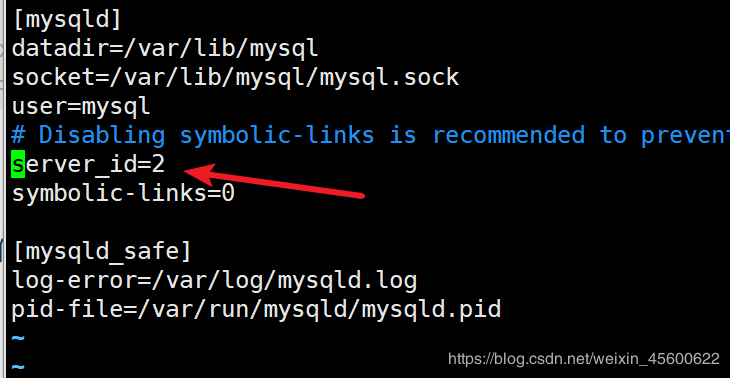 [mysqld]
datadir=/var/lib/mysql
socket=/var/lib/mysql/mysql.sock
user=mysql
# Disabling symbolic-links is recommended to prevent
server_id=2
symbolic-links=0
[mysqld_safe]
log-error=/var/log/mysqld.log
pid-file=/var/run/mysqld/mysqld.pid
~
~
https://blog.csdn.net/weixin_45600622